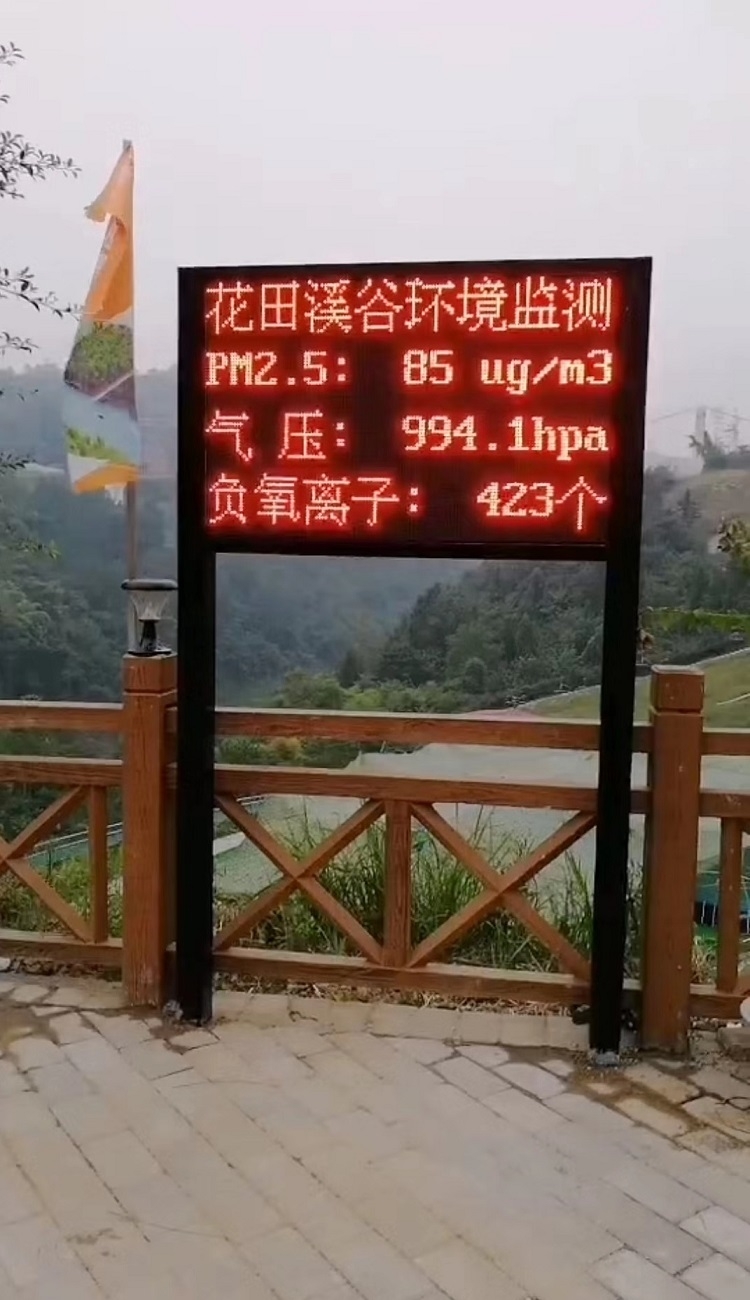 花田溪谷环境监测
PM2.5: 85 ug/m3
气 压: 994.1hpa
负氧离子: 423个